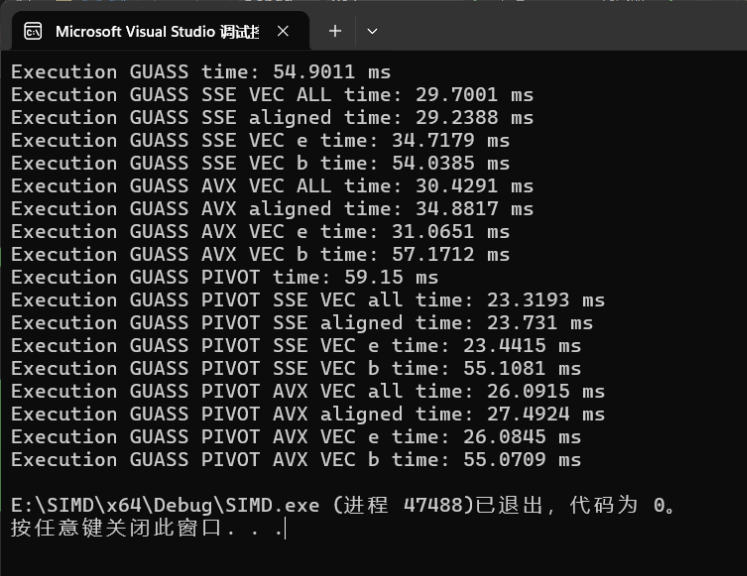 Microsoft Visual Studio 调试控
Execution GUASS time: 54.9011 ms
Execution GUASS SSE VEC ALL time: 29.7001 ms
Execution GUASS SSE aligned time: 29.2388 ms
Execution GUASS SSE VEC e time: 34.7179 ms
Execution GUASS SSE VEC b time: 54.0385 ms
Execution GUASS AVX VEC ALL time: 30.4291 ms
Execution GUASS AVX aligned time: 34.8817 ms
Execution GUASS AVX VEC e time: 31.0651 ms
Execution GUASS AVX VEC b time: 57.1712 ms
Execution GUASS PIVOT time: 59.15 ms
Execution GUASS PIVOT SSE VEC all time: 23.3193 ms
Execution GUASS PIVOT SSE aligned time: 23.731 ms
Execution GUASS PIVOT SSE VEC e time: 23.4415 ms
Execution GUASS PIVOT SSE VEC b time: 55.1081 ms
Execution GUASS PIVOT AVX VEC all time: 26.0915 ms
Execution GUASS PIVOT AVX aligned time: 27.4924 ms
Execution GUASS PIVOT AVX VEC e time: 26.0845 ms
Execution GUASS PIVOT AVX VEC b time: 55.0709 ms
E:\SIMD\x64\Debug\SIMD.exe (进程 47488)已退出，代码为 0。
按任意键关闭此窗口. . .